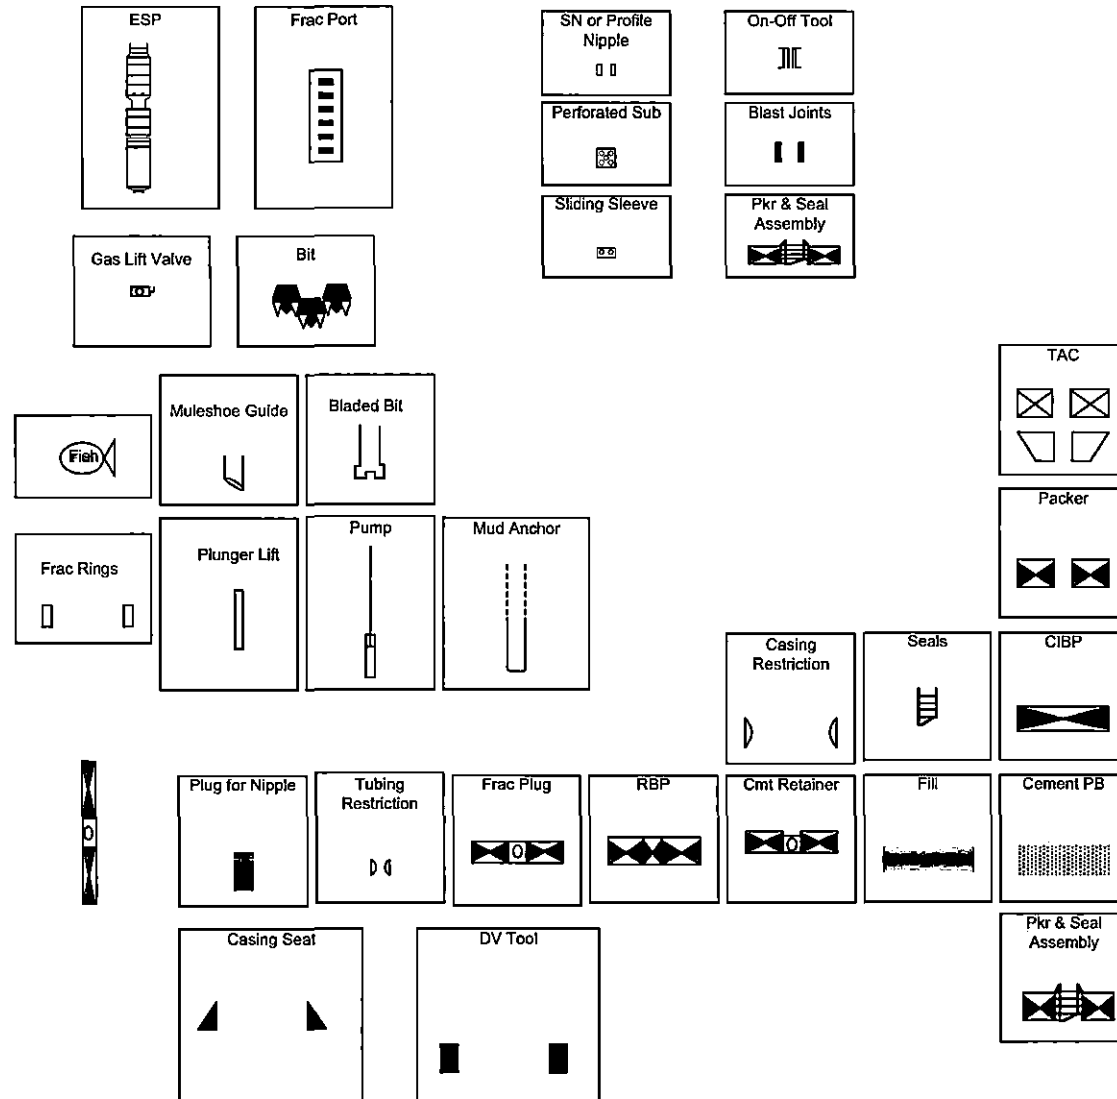 ESP
Frac Port
SN or Profile
Nipple
On-Off Tool
Perforated Sub
Blast Joints
Sliding Sleeve
Pkr & Seal
Assembly
Gas Lift Valve
Bit
TAC
Fish
Muleshoe Guide
Bladed Bit
Packer
Frac Rings
Plunger Lift
Pump
Mud Anchor
Casing
Restriction
Seals
CIBP
Plug for Nipple
Tubing
Restriction
Frac Plug
RBP
Cmt Retainer
Fill
Cement PB
Casing Seat
DV Tool
Pkr & Seal
Assembly